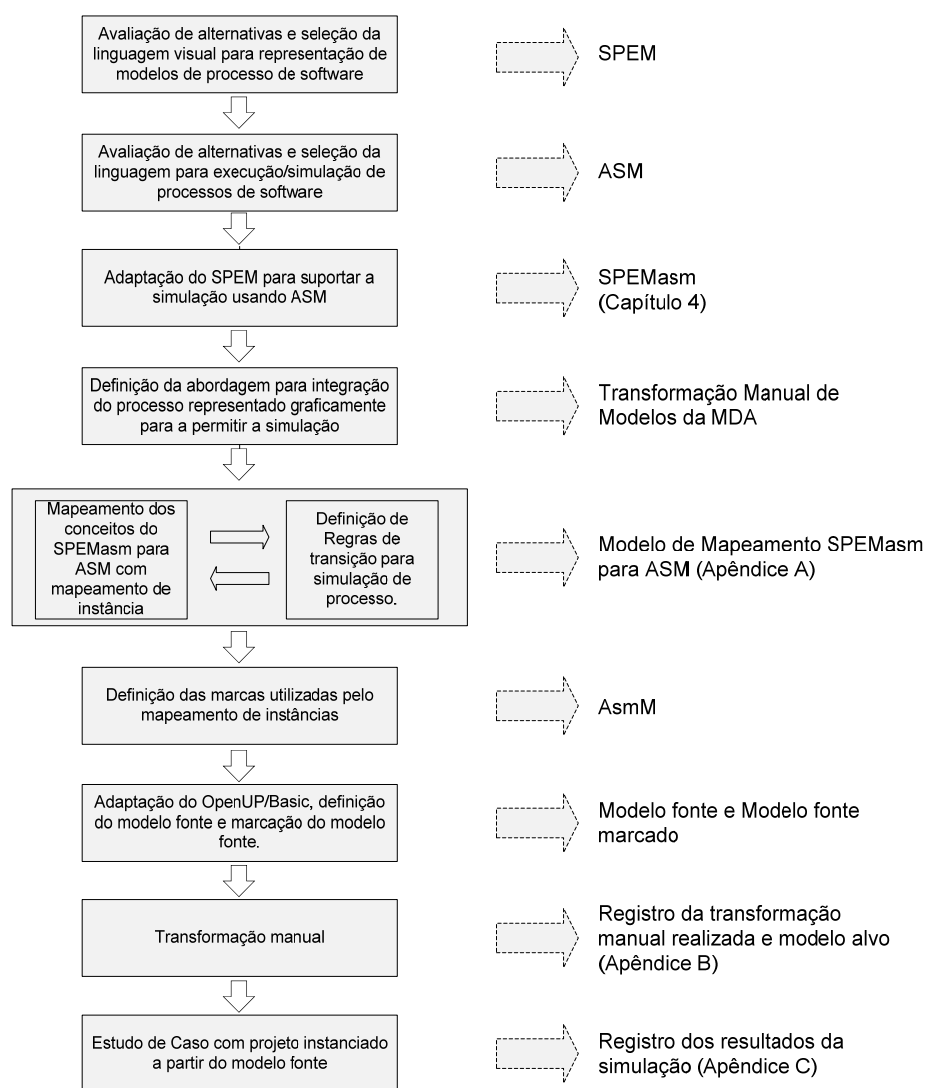 Avaliação de alternativas e seleção da
linguagem visual para representação de
modelos de processo de software
SPEM
Avaliação de alternativas e seleção da
linguagem para execução/simulação de
processos de software
ASM
Adaptação do SPEM para suportar a
simulação usando ASM
SPEMasm
(Capítulo 4)
Definição da abordagem para integração
do processo representado graficamente
para a permitir a simulação
Transformação Manual de
Modelos da MDA
Mapeamento dos
conceitos do
SPEMasm para
ASM com
mapeamento de
instância
Definição de
Regras de
transição para
simulação de
processo.
Modelo de Mapeamento SPEMasm
para ASM (Apêndice A)
Definição das marcas utilizadas pelo
mapeamento de instâncias
AsmM
Adaptação do OpenUP/Basic, definição
do modelo fonte e marcação do modelo
fonte.
Modelo fonte e Modelo fonte
marcado
Transformação manual
Registro da transformação
manual realizada e modelo alvo
(Apêndice B)
Estudo de Caso com projeto instanciado
a partir do modelo fonte
Registro dos resultados da
simulação (Apêndice C)